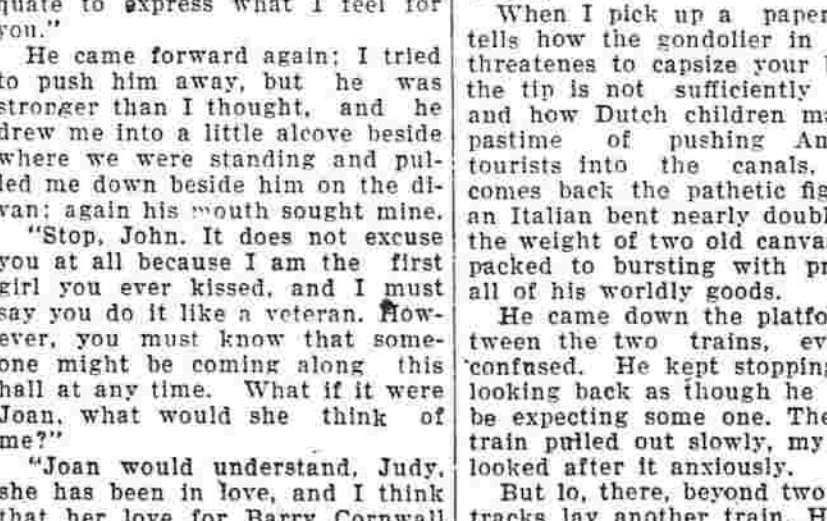 quate to express what I feel for
you."
He came forward again; I tried
to push him away, but he was
stronger than I thought, and he
drew me into a little alcove beside
where we were standing and pul-
led me down beside him on the di-
van; again his mouth sought mine.
"Stop, John. It does not excuse
you at all because I am the first
girl you ever kissed, and I must
say you do it like a veteran. How-
ever, you must know that some-
one might be coming along this
hall at any time. What if it were
Joan, what would she think of
me?"
"Joan would understand, Judy,
she has been in love, and I think
that her love for Barry Cornwall
When I pick up a paper
tells how the gondolier in
threatenes to capsize your
the tip is not sufficiently
and how Dutch children
pastime of pushing
tourists into the canals,
comes back the pathetic
an Italian bent nearly
the weight of two old
packed to bursting with
all of his worldly goods.
He came down the
tween the two trains,
confused. He kept stopping
looking back as though he
be expecting some one.
train pulled out slowly, my
looked after it anxiously.
But lo, there, beyond two
tracks lay another train.